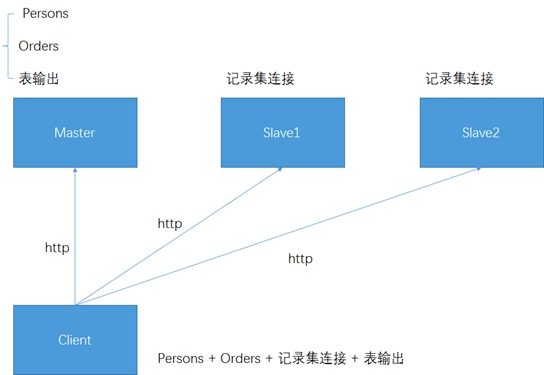 Persons
Orders
表输出
记录集连接
记录集连接
Master
Slave1
Slave2
http
http
http
Client
Persons + Orders + 记录集连接 + 表输出